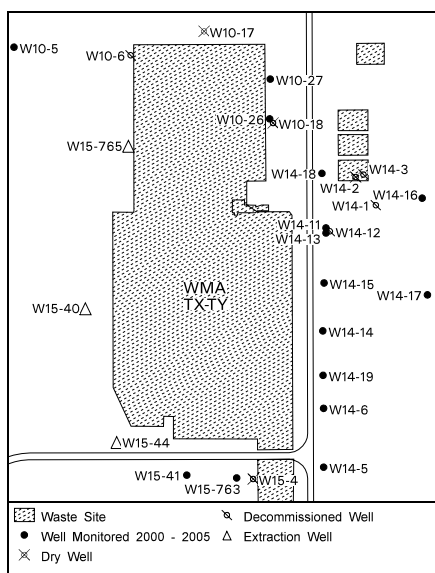 W10-17
W10-5
W10-6
W10-27
W10-26
W10-18
W15-765
W14-18
W14-3
W14-2
W14-16
W14-1
W14-11
W14-12
W14-13
WMA
TX-TY
W14-15
W14-17
W15-40
W14-14
W14-19
W14-6
W15-44
W15-41
W15-4
W14-5
W15-763
Waste Site
Decommissioned Well
Well Monitored 2000 - 2005
Extraction Well
Dry Well